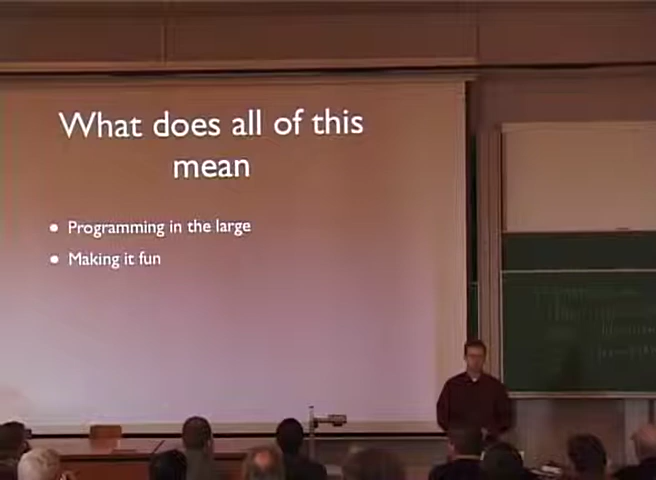 What does all of this
mean
• Programming in the large
• Making it fun